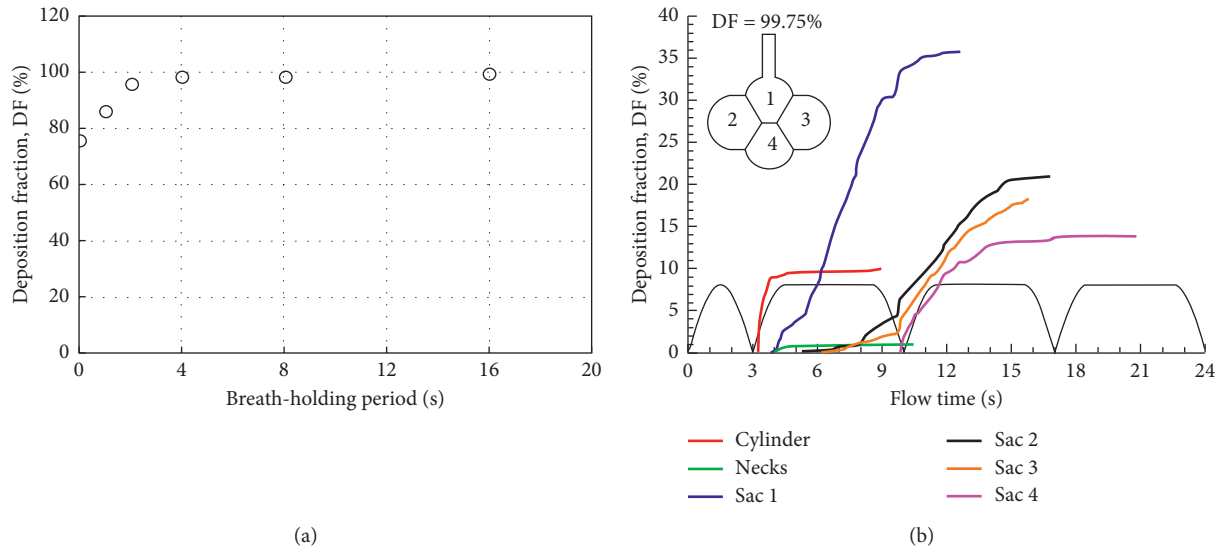 120
100
80
60
40
20
0
Deposition fraction, DF (%)
0 4 8 12 16 20
Breath-holding period (s)
(a)
DF = 99.75%
1
2 3
4
40
35
30
25
20
15
10
5
0
Deposition fraction, DF (%)
0 3 6 9 12 15 18 21 24
Flow time (s)
Cylinder
Necks
Sac 1
Sac 2
Sac 3
Sac 4
(b)